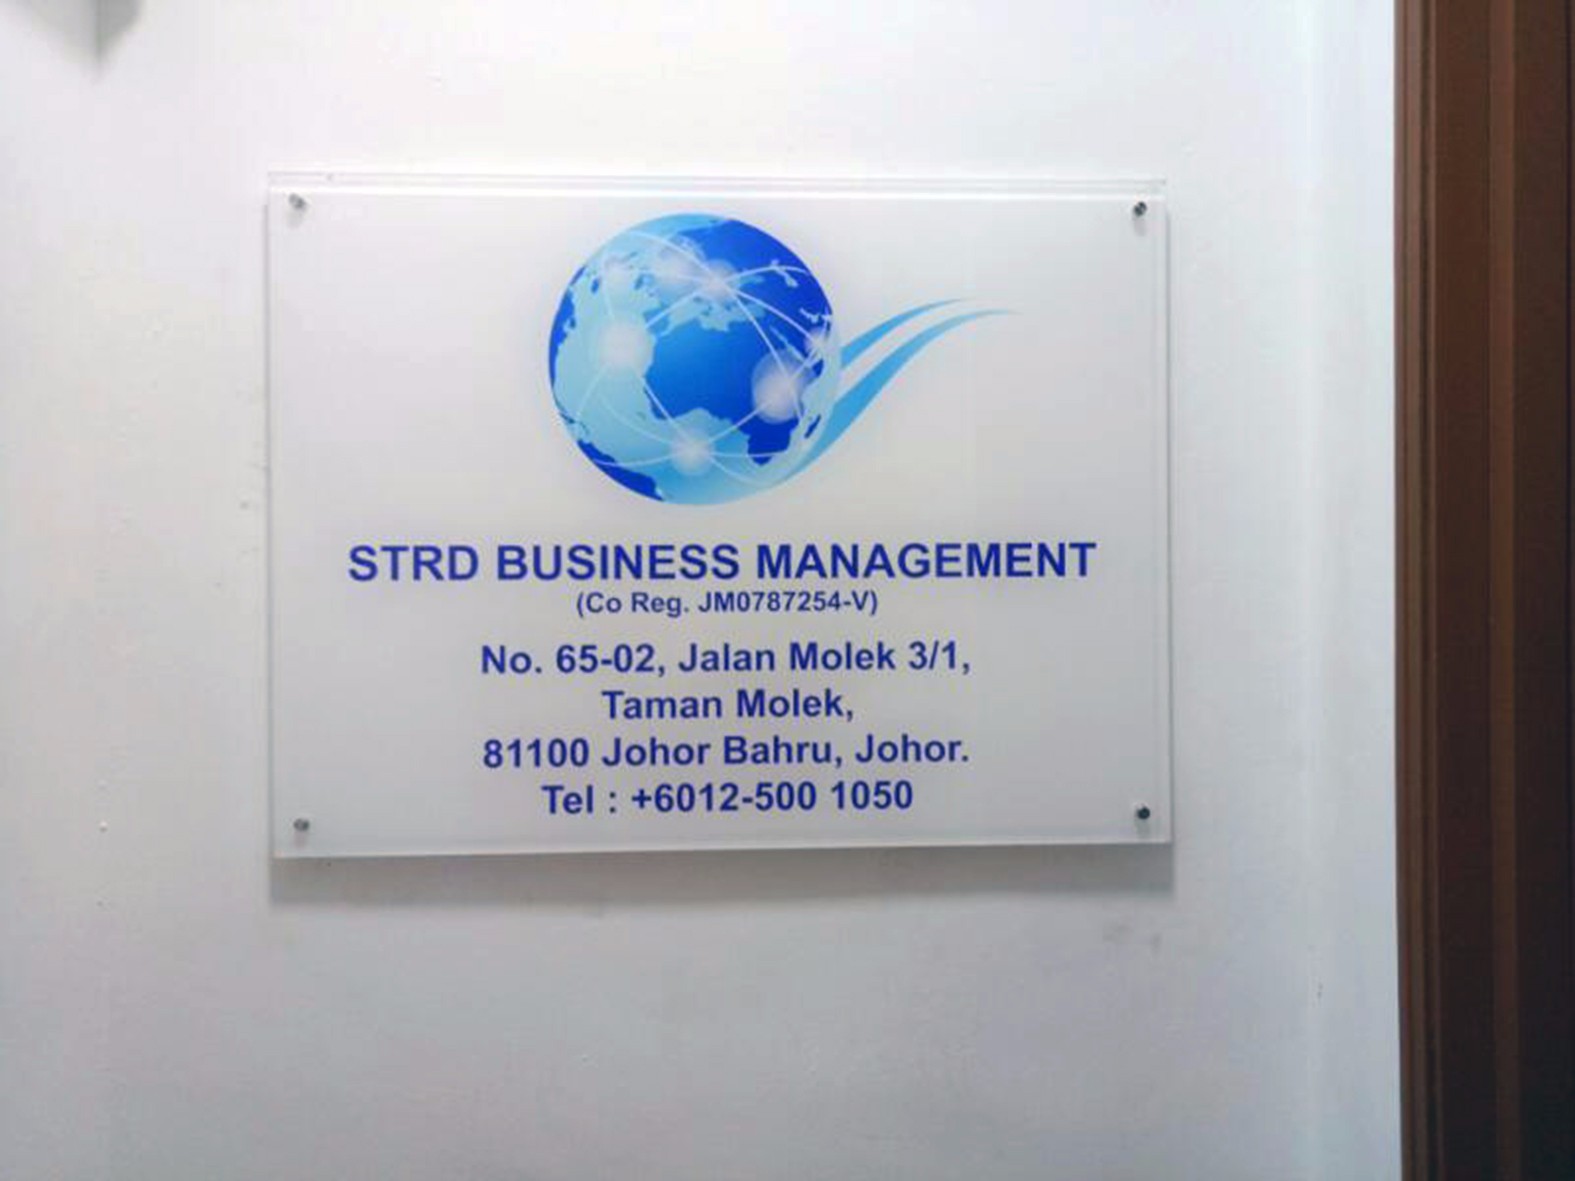 STRD BUSINESS MANAGEMENT
(Co Reg. JM0787254-V)
No. 65-02, Jalan Molek 3/1,
Taman Molek,
81100 Johor Bahru, Johor.
Tel : +6012-500 1050